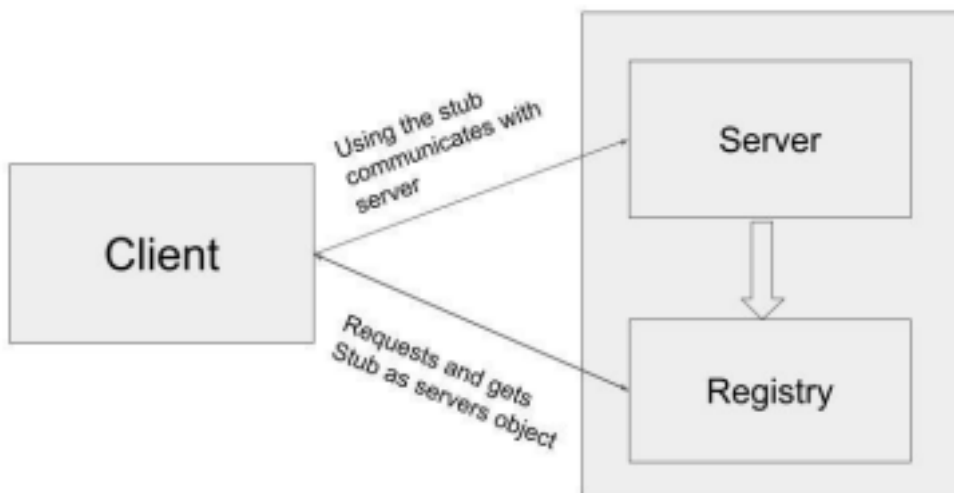 Using the stub
communicates with
server
Server
Client
Requests and gets
Stub as servers object
Registry